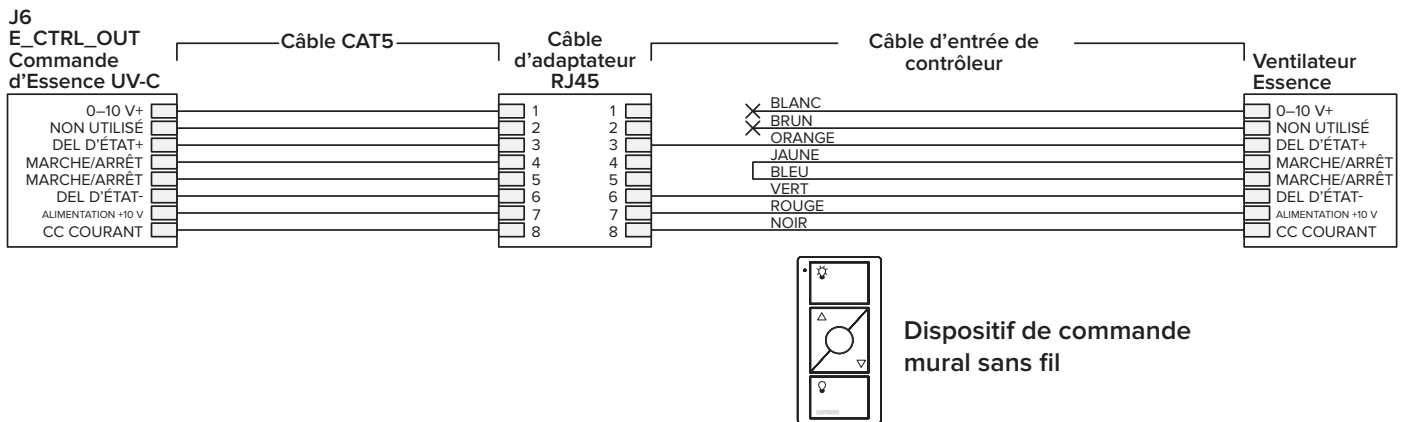 J6
E_CTRL_OUT
Commande
d'Essence UV-C
Câble CAT5
Câble
d'adaptateur
RJ45
Câble d'entrée de
contrôleur
Ventilateur
Essence
0–10 V+
NON UTILISÉ
DEL D'ÉTAT+
MARCHE/ARRÊT
MARCHE/ARRÊT
DEL D'ÉTAT-
ALIMENTATION +10 V
CC COURANT
1 1
2 2
3 3
4 4
5 5
6 6
7 7
8 8
BLANC
BRUN
ORANGE
JAUNE
BLEU
VERT
ROUGE
NOIR
0–10 V+
NON UTILISÉ
DEL D'ÉTAT+
MARCHE/ARRÊT
MARCHE/ARRÊT
DEL D'ÉTAT-
ALIMENTATION +10 V
CC COURANT
Dispositif de commande
mural sans fil